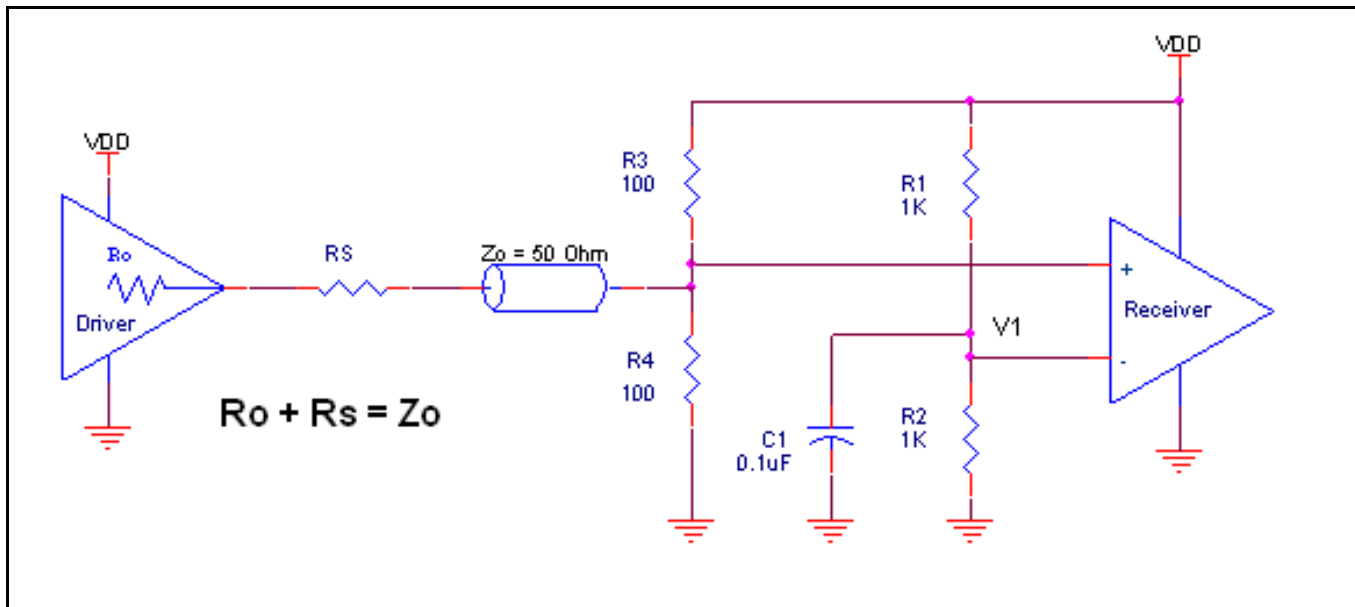 VDD
VDD
R3
100
R1
1K
Ro
RS
Zo = 50 Ohm
+
Driver
Receiver
V1
-
R4
100
Ro + Rs = Zo
C1
0.1uF
R2
1K